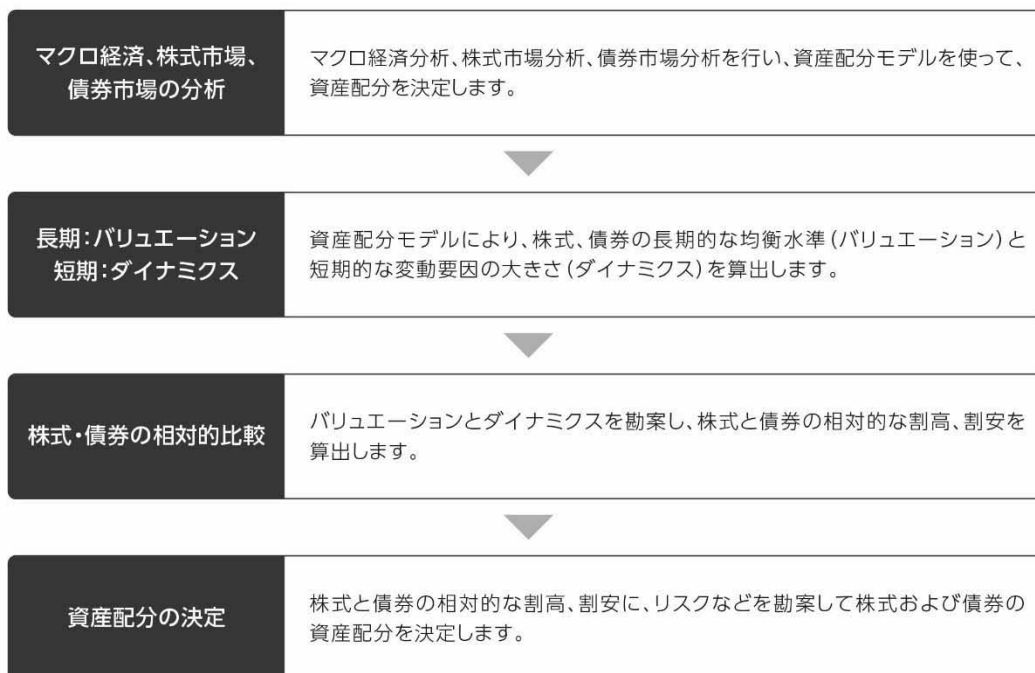 マクロ経済、株式市場、
債券市場の分析
マクロ経済分析、株式市場分析、債券市場分析を行い、資産配分モデルを使って、
資産配分を決定します。
長期：バリュエーション
短期：ダイナミクス
資産配分モデルにより、株式、債券の長期的な均衡水準（バリュエーション）と
短期的な変動要因の大きさ（ダイナミクス）を算出します。
株式・債券の相対的比較
バリュエーションとダイナミクスを勘案し、株式と債券の相対的な割高、割安を
算出します。
資産配分の決定
株式と債券の相対的な割高、割安に、リスクなどを勘案して株式および債券の
資産配分を決定します。